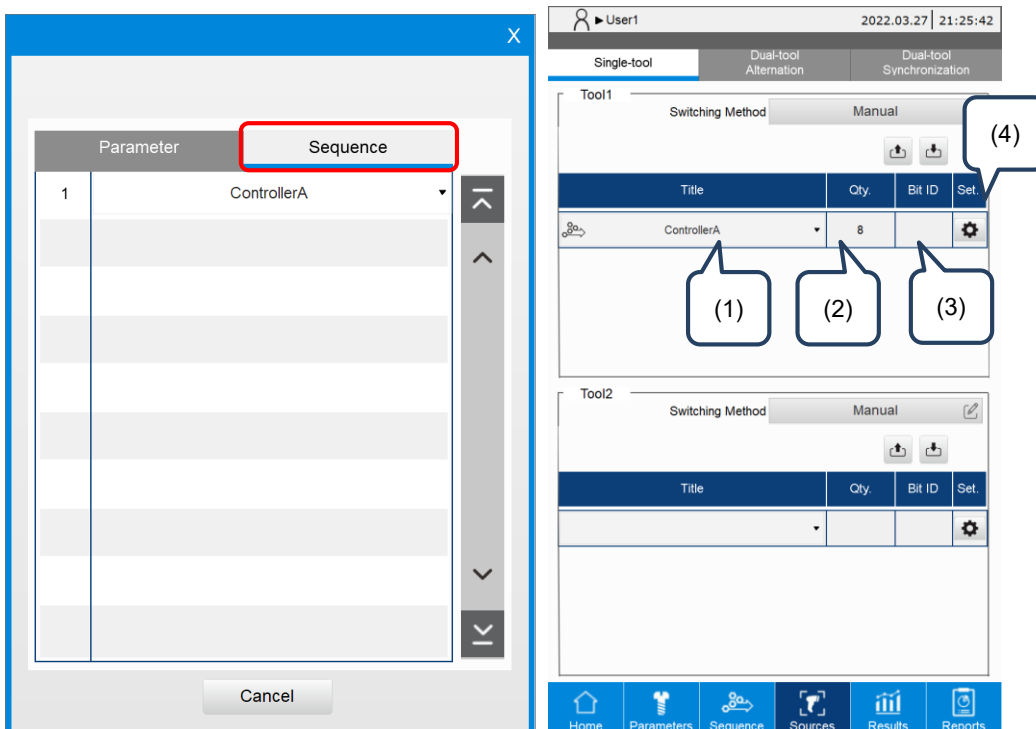 X
Parameter Sequence
1 ControllerA
Cancel
User1 2022.03.27 21:25:42
Single-tool Dual-tool Alternation Dual-tool Synchronization
Tool1
Switching Method Manual
(4)
Title Qty. Bit ID Set.
ControllerA 8
(1) (2) (3)
Tool2
Switching Method Manual
Title Qty. Bit ID Set.
Home Parameters Sequence Sources Results Reports